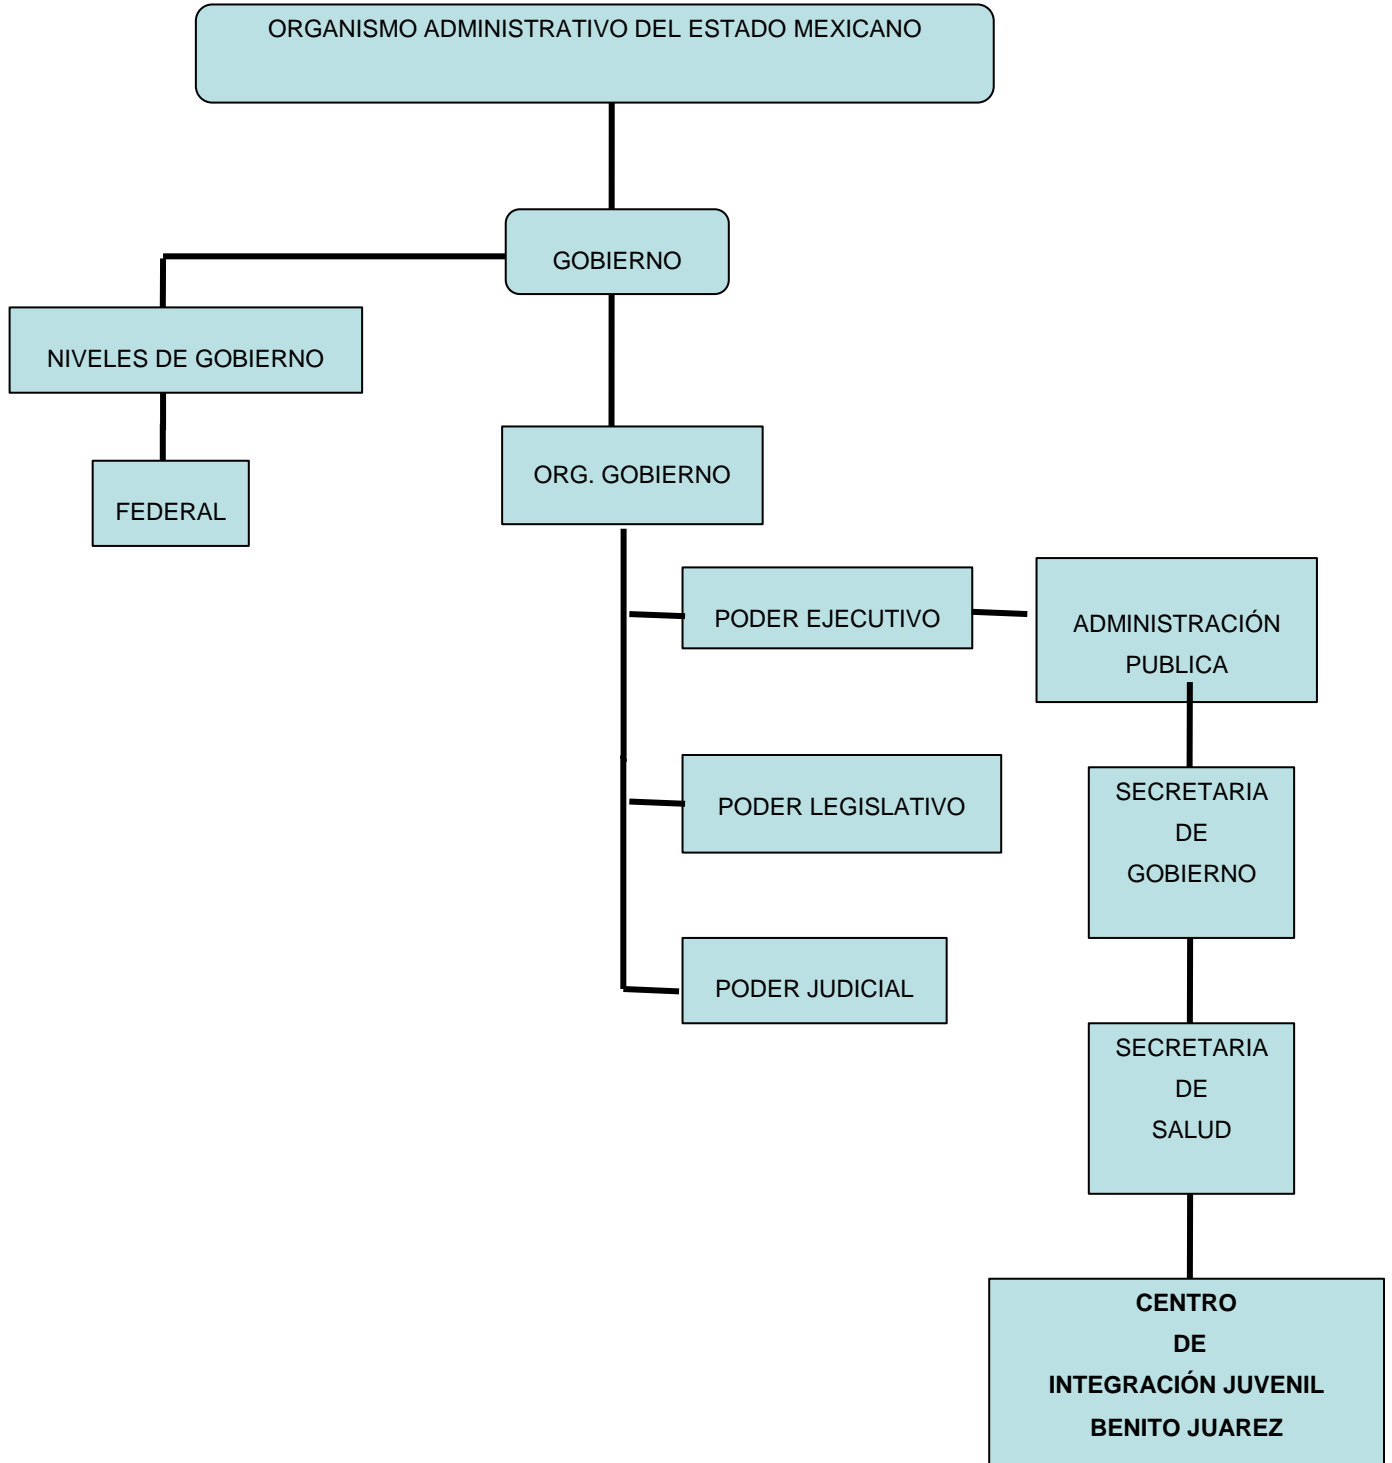 ORGANISMO ADMINISTRATIVO DEL ESTADO MEXICANO
GOBIERNO
NIVELES DE GOBIERNO
FEDERAL
ORG. GOBIERNO
PODER EJECUTIVO
ADMINISTRACIÓN
PUBLICA
PODER LEGISLATIVO
PODER JUDICIAL
SECRETARIA
DE
GOBIERNO
SECRETARIA
DE
SALUD
CENTRO
DE
INTEGRACIÓN JUVENIL
BENITO JUAREZ